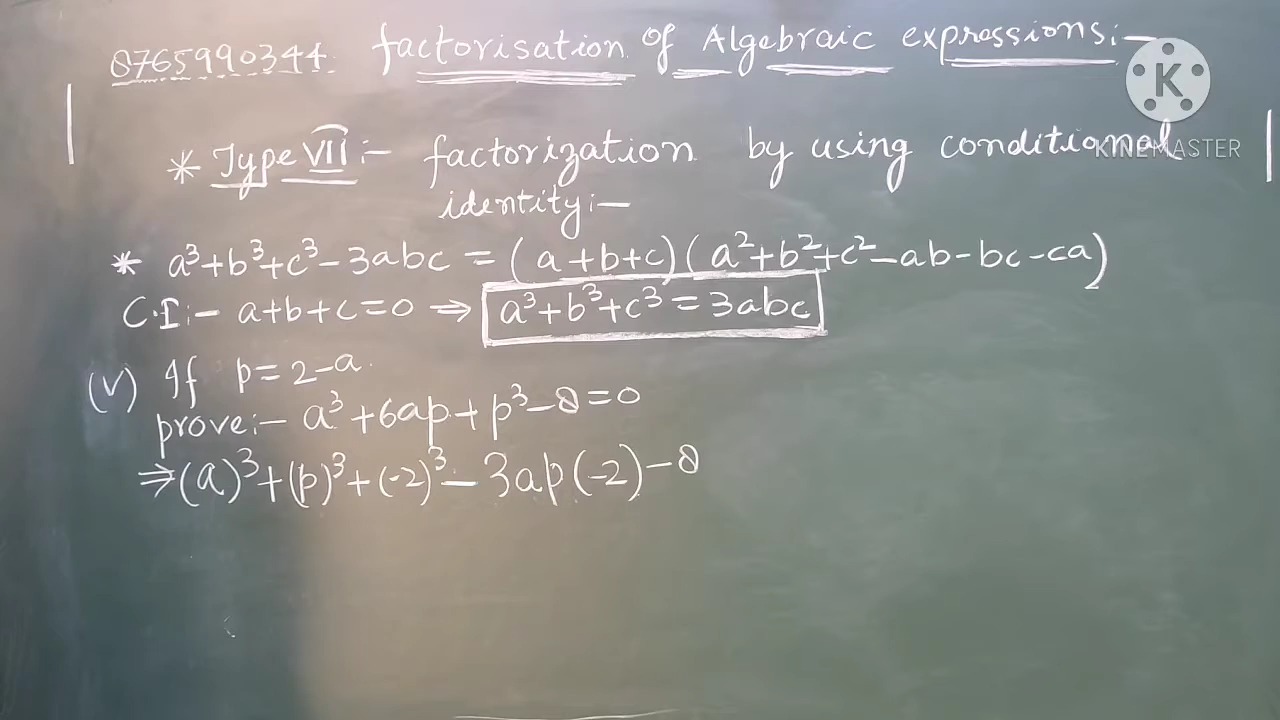 8765990344. factorisation of Algebraic expressions:-
K
KINEMASTER
* Type VII:- factorization by using conditional
identity:-
* a³+b³+c³-3abc = (a+b+c)(a²+b²+c²-ab-bc-ca)
C.I:- a+b+c=0 ⇒ a³+b³+c³=3abc
(V) If p=2-a.
prove:- a³+6ap+p³-8=0
⇒(a)³+(p)³+(-2)³-3ap(-2)-8